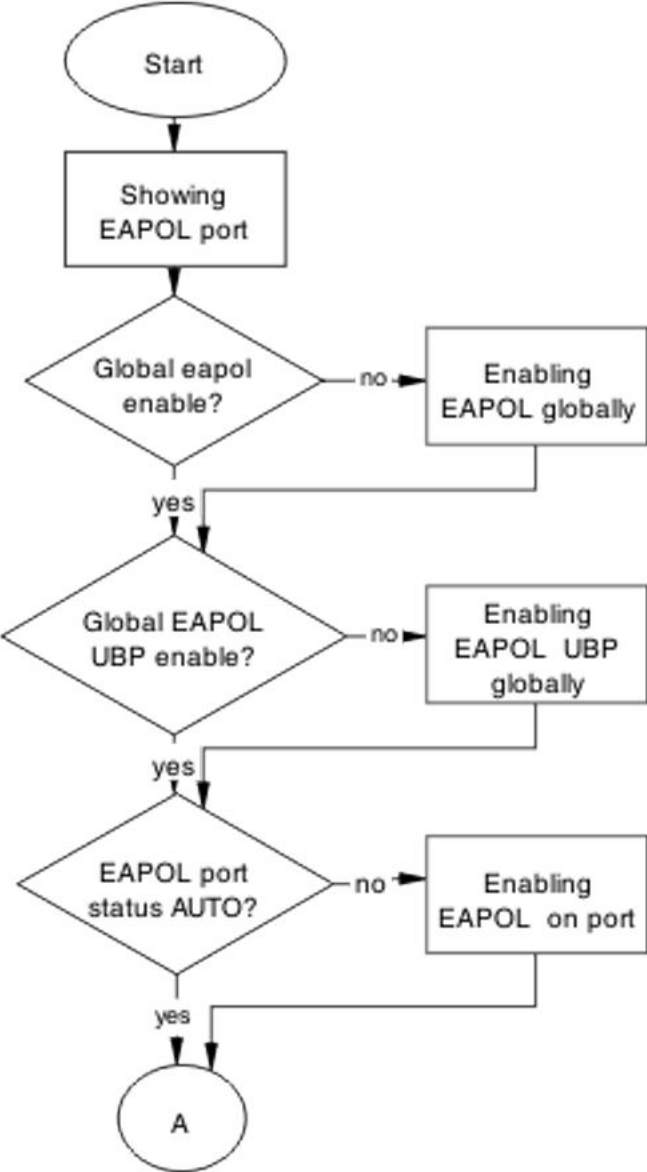 Start
Showing
EAPOL port
Global eapol
enable?
no
Enabling
EAPOL globally
yes
Global EAPOL
UBP enable?
no
Enabling
EAPOL UBP
globally
yes
EAPOL port
status AUTO?
no
Enabling
EAPOL on port
yes
A